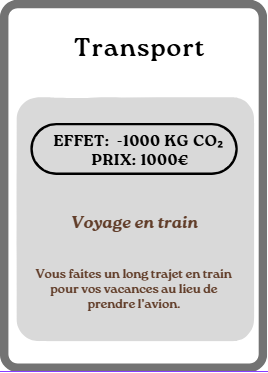 Transport
EFFET: -1000 KG CO₂
PRIX: 1000€
Voyage en train
Vous faites un long trajet en train
pour vos vacances au lieu de
prendre l'avion.